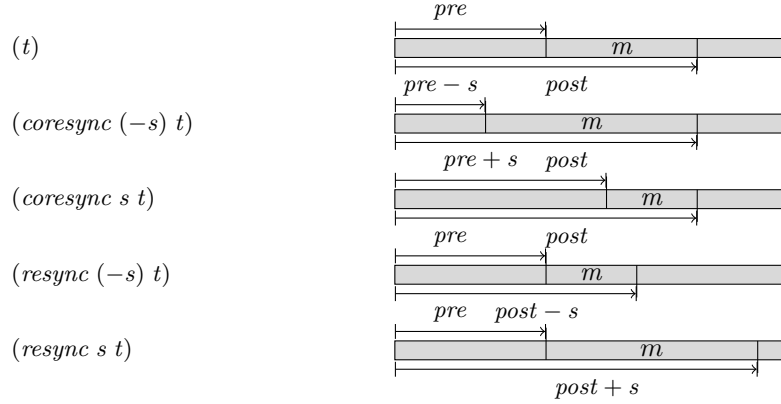 pre
(t) m
post
pre − s
(coresync (−s) t) m
post
pre + s
(coresync s t) m
post
pre
(resync (−s) t) m
post − s
pre
(resync s t) m
post + s